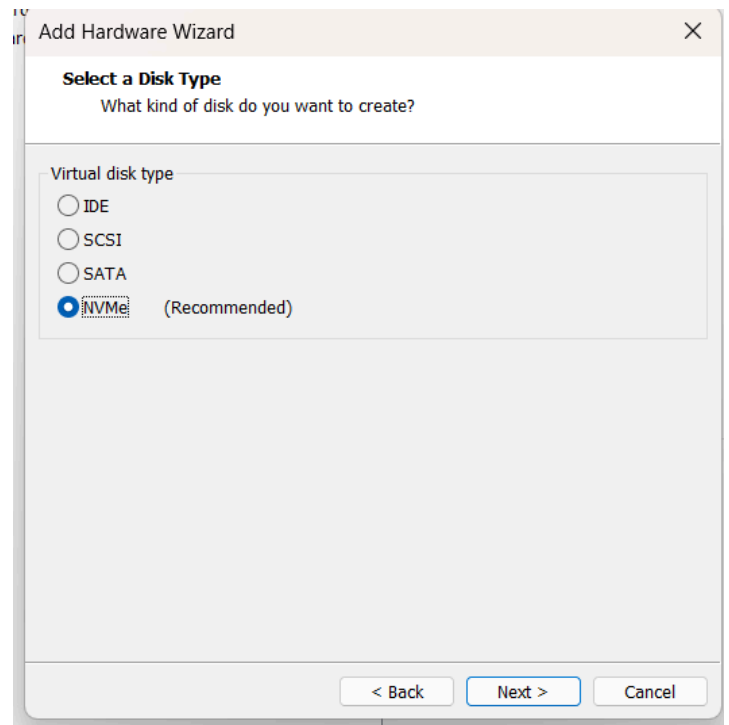 Add Hardware Wizard
Select a Disk Type
What kind of disk do you want to create?
Virtual disk type
IDE
SCSI
SATA
NVMe (Recommended)
< Back Next > Cancel